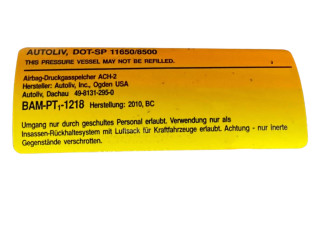 AUTOLIV, DOT-SP 11650/8500
THIS PRESSURE VESSEL MAY NOT BE REFILLED.
Airbag-Druckgasspeicher ACH-2
Hersteller: Autoliv, Inc., Ogden USA
Autoliv, Dachau 49-8131-295-0
BAM-PT₁-1218 Herstellung: 2010, BC
Umgang nur durch geschultes Personal erlaubt. Verwendung nur als
Insassen-Rückhaltesystem mit Luftsack für Kraftfahrzeuge erlaubt. Achtung - nur inerte
Gegenstände verschrotten.